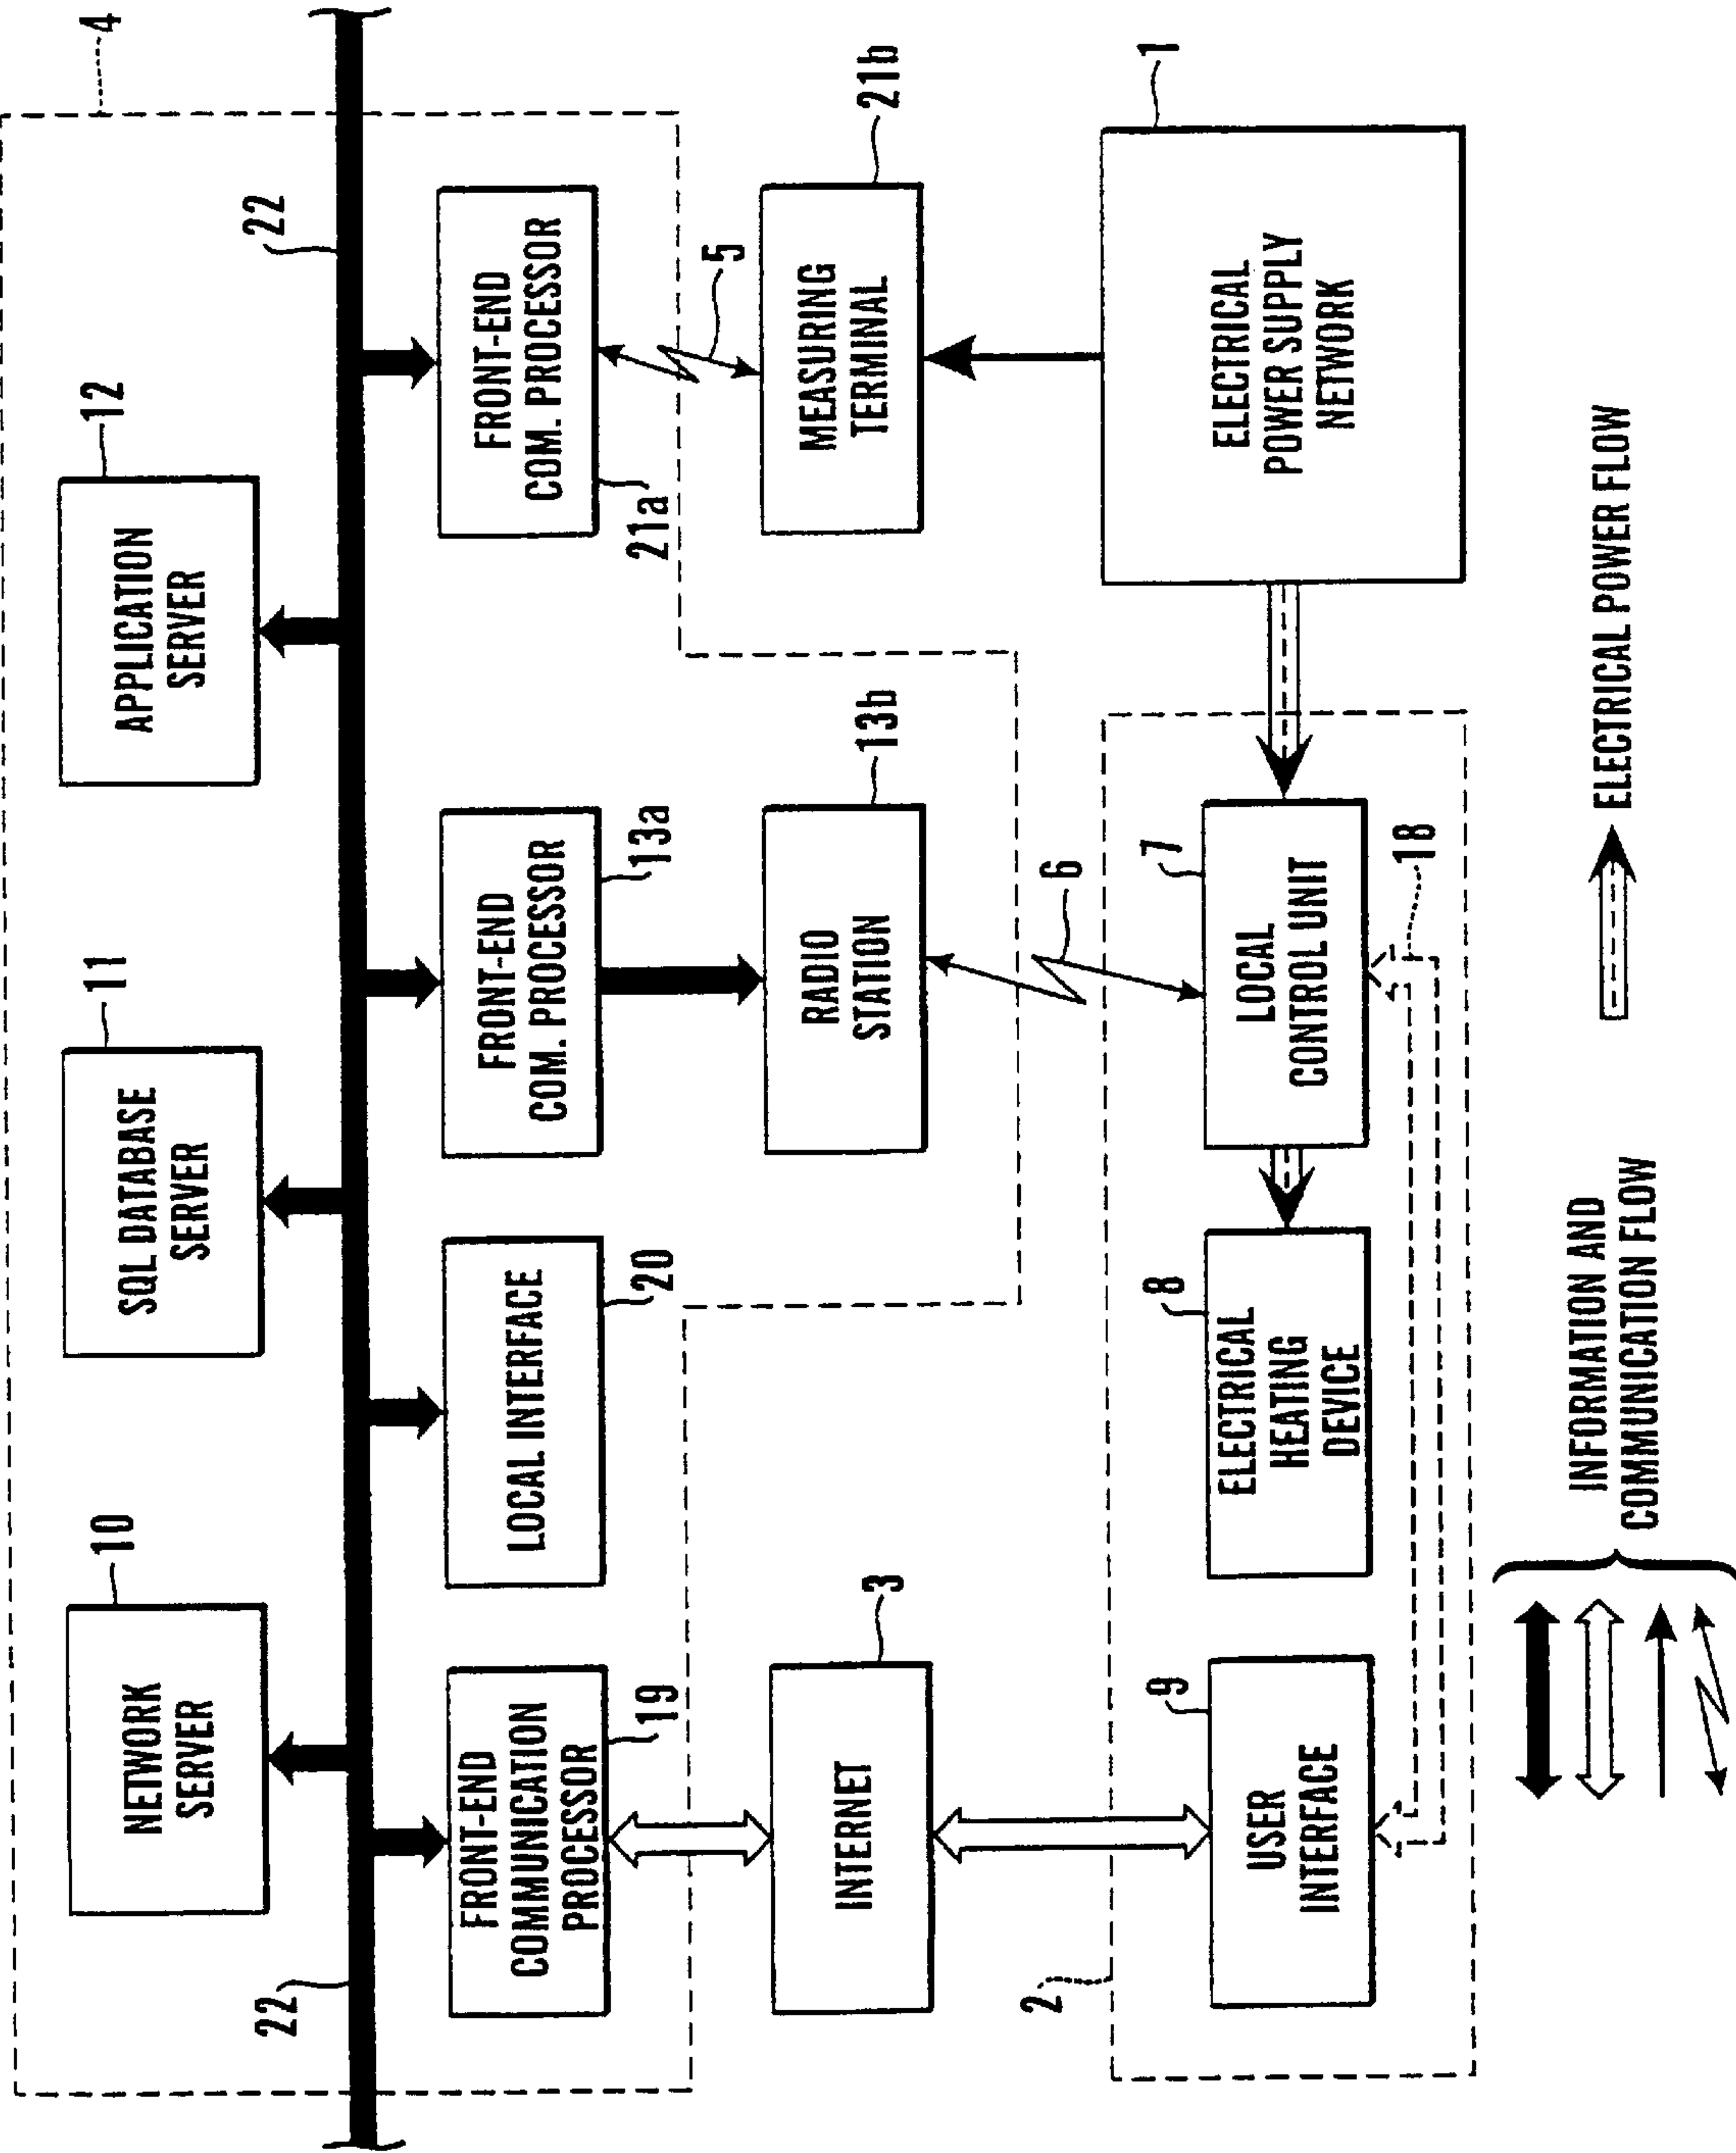 4
22
22
10
NETWORK
SERVER
11
SQL DATABASE
SERVER
12
APPLICATION
SERVER
FRONT-END
COMMUNICATION
PROCESSOR
19
LOCAL INTERFACE
20
FRONT-END
COM. PROCESSOR
13a
FRONT-END
COM. PROCESSOR
21a
INTERNET
3
RADIO
STATION
13b
5
MEASURING
TERMINAL
21b
6
2
USER
INTERFACE
9
ELECTRICAL
HEATING
DEVICE
8
LOCAL
CONTROL UNIT
7
18
ELECTRICAL
POWER SUPPLY
NETWORK
1
INFORMATION AND
COMMUNICATION FLOW
ELECTRICAL POWER FLOW